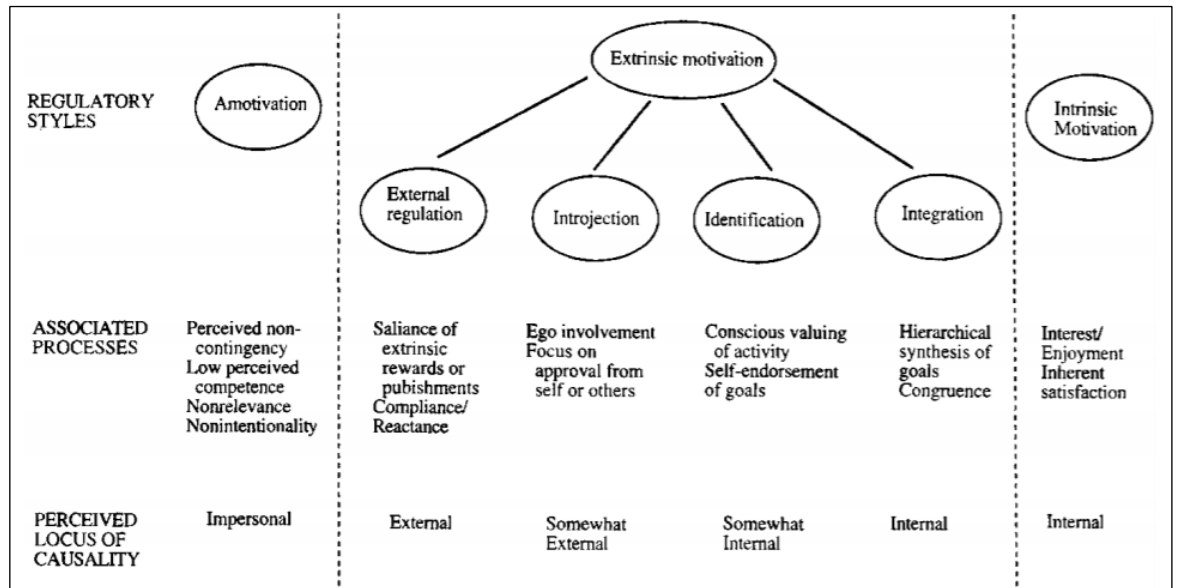 Extrinsic motivation
REGULATORY
STYLES
Amotivation
Intrinsic
Motivation
External
regulation
Introjection
Identification
Integration
ASSOCIATED
PROCESSES
Perceived non-
contingency
Low perceived
competence
Nonrelevance
Nonintentionality
Saliance of
extrinsic
rewards or
pubishments
Compliance/
Reactance
Ego involvement
Focus on
approval from
self or others
Conscious valuing
of activity
Self-endorsement
of goals
Hierarchical
synthesis of
goals
Congruence
Interest/
Enjoyment
Inherent
satisfaction
PERCEIVED
LOCUS OF
CAUSALITY
Impersonal
External
Somewhat
External
Somewhat
Internal
Internal
Internal